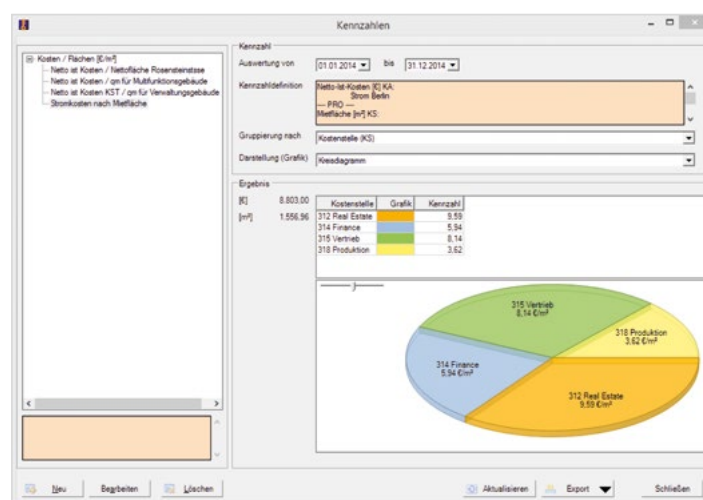 Kennzahlen
Kosten / Flächen [€/m²]
Netto ist Kosten / Nettofläche Rosensteinstasse
Netto ist Kosten / qm für Multifunktionsgebäude
Netto ist Kosten KST / qm für Verwaltungsgebäude
Stromkosten nach Mietfläche
Kennzahl
Auswertung von 01.01.2014 bis 31.12.2014
Kennzahldefinition
Netto-Ist-Kosten [€] KA:
Strom Berlin
--- PRO ---
Mietfläche [m²] KS:
Gruppierung nach Kostenstelle (KS)
Darstellung (Grafik) Kreisdiagramm
Ergebnis
[€] 8.803,00
[m²] 1.556,96
Kostenstelle Grafik Kennzahl
312 Real Estate 9,59
314 Finance 5,94
315 Vertrieb 8,14
318 Produktion 3,62
315 Vertrieb
8,14 €/m²
318 Produktion
3,62 €/m²
314 Finance
5,94 €/m²
312 Real Estate
9,59 €/m²
Neu Bearbeiten Löschen Aktualisieren Export Schließen